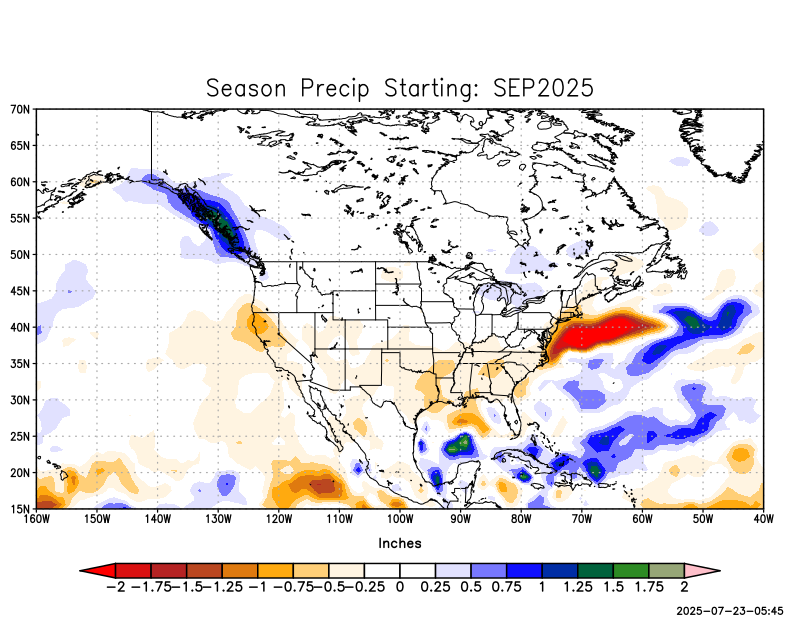 Season Precip Starting: SEP2025
70N
65N
60N
55N
50N
45N
40N
35N
30N
25N
20N
15N
160W 150W 140W 130W 120W 110W 100W 90W 80W 70W 60W 50W 40W
Inches
−2 −1.75 −1.5 −1.25 −1 −0.75 −0.5 −0.25 0 0.25 0.5 0.75 1 1.25 1.5 1.75 2
2025-07-23-05:45